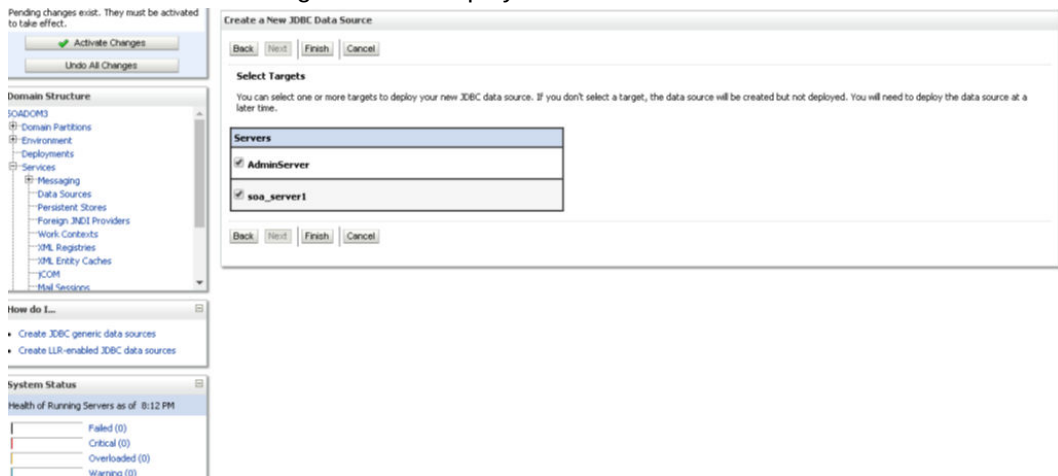 Pending changes exist. They must be activated
to take effect.
Activate Changes
Undo All Changes
Domain Structure
SOADOM3
Domain Partitions
Environment
Deployments
Services
Messaging
Data Sources
Persistent Stores
Foreign JNDI Providers
Work Contexts
XML Registries
XML Entity Caches
jCOM
Mail Sessions
How do I...
Create JDBC generic data sources
Create LLR-enabled JDBC data sources
System Status
Health of Running Servers as of 8:12 PM
Failed (0)
Critical (0)
Overloaded (0)
Warning (0)
Create a New JDBC Data Source
Back Next Finish Cancel
Select Targets
You can select one or more targets to deploy your new JDBC data source. If you don't select a target, the data source will be created but not deployed. You will need to deploy the data source at a
later time.
Servers
AdminServer
soa_server1
Back Next Finish Cancel